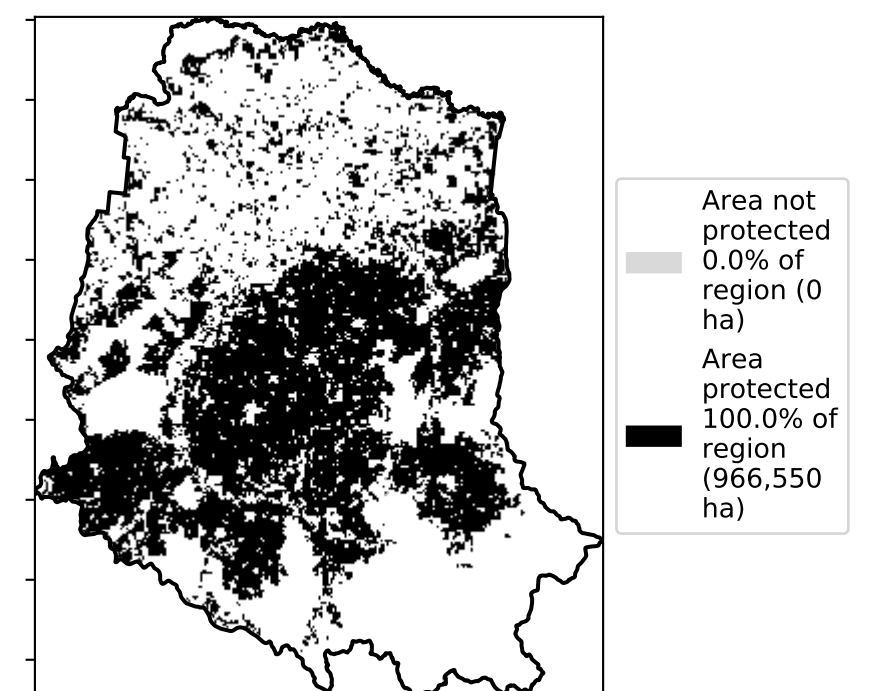 Area not
protected
0.0% of
region (0
ha)
Area
protected
100.0% of
region
(966,550
ha)